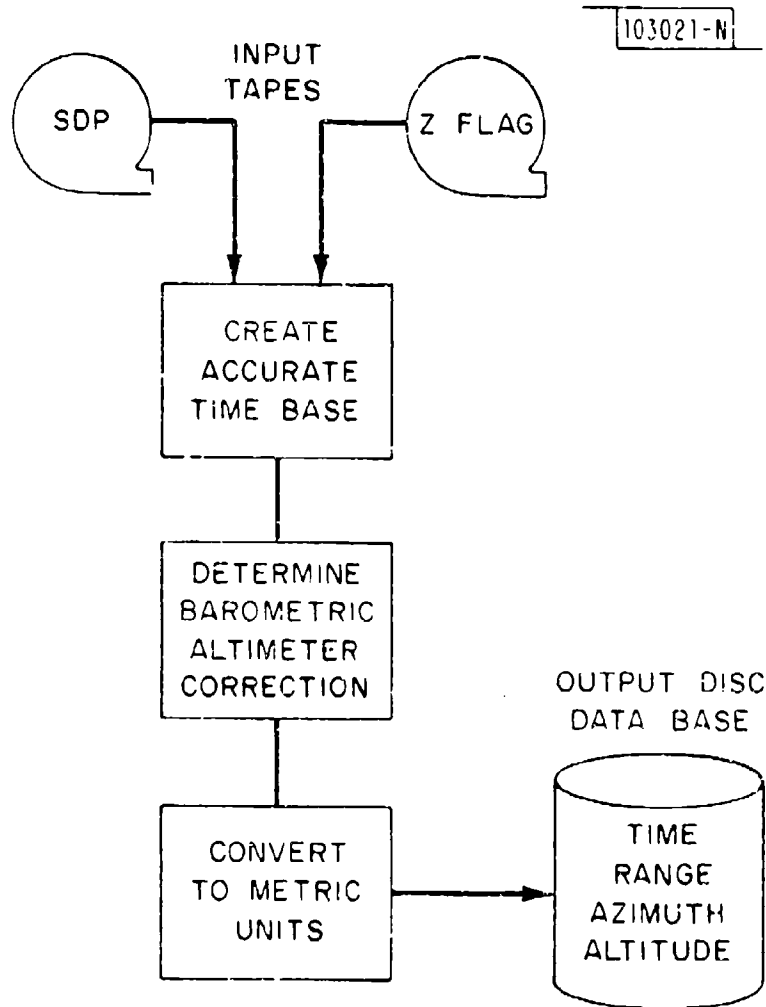 103021-N
INPUT
TAPES
SDP
Z FLAG
CREATE
ACCURATE
TIME BASE
DETERMINE
BAROMETRIC
ALTIMETER
CORRECTION
OUTPUT DISC
DATA BASE
CONVERT
TO METRIC
UNITS
TIME
RANGE
AZIMUTH
ALTITUDE